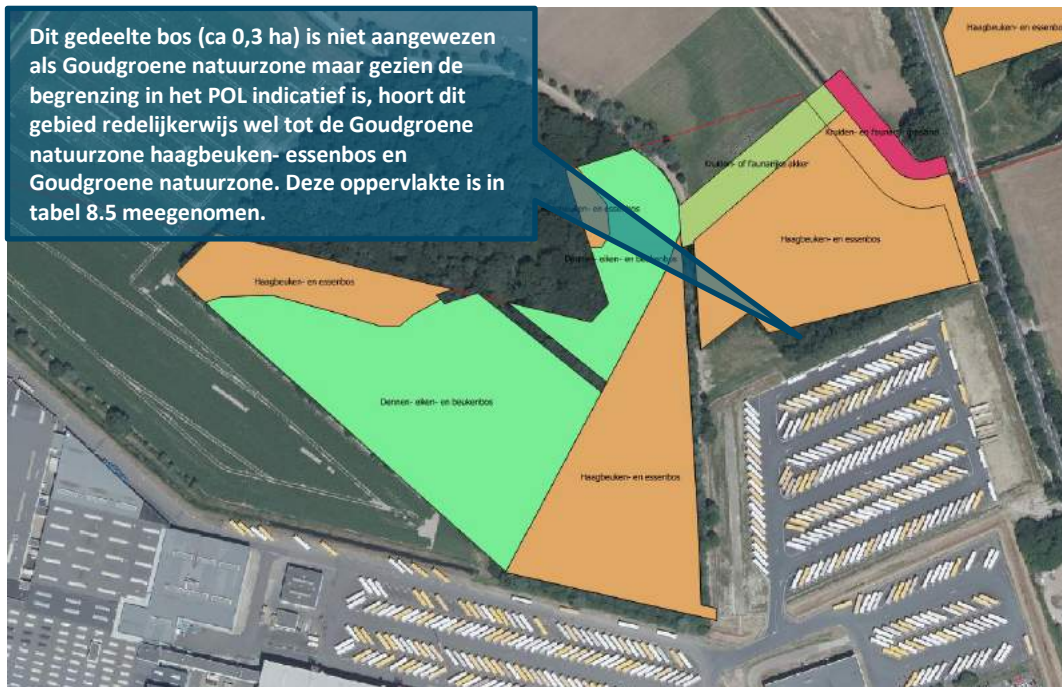 Dit gedeelte bos (ca 0,3 ha) is niet aangewezen
als Goudgroene natuurzone maar gezien de
begrenzing in het POL indicatief is, hoort dit
gebied redelijkerwijs wel tot de Goudgroene
natuurzone haagbeuken- essenbos en
Goudgroene natuurzone. Deze oppervlakte is in
tabel 8.5 meegenomen.
Haagbeuken- en essenbos
Kruiden- en faunarijk grasland
Kruiden- of faunarijke akker
en essenbos
Haagbeuken- en essenbos
Dennen- eiken- en beukenbos
Haagbeuken- en essenbos
Dennen- eiken- en beukenbos
Haagbeuken- en essenbos